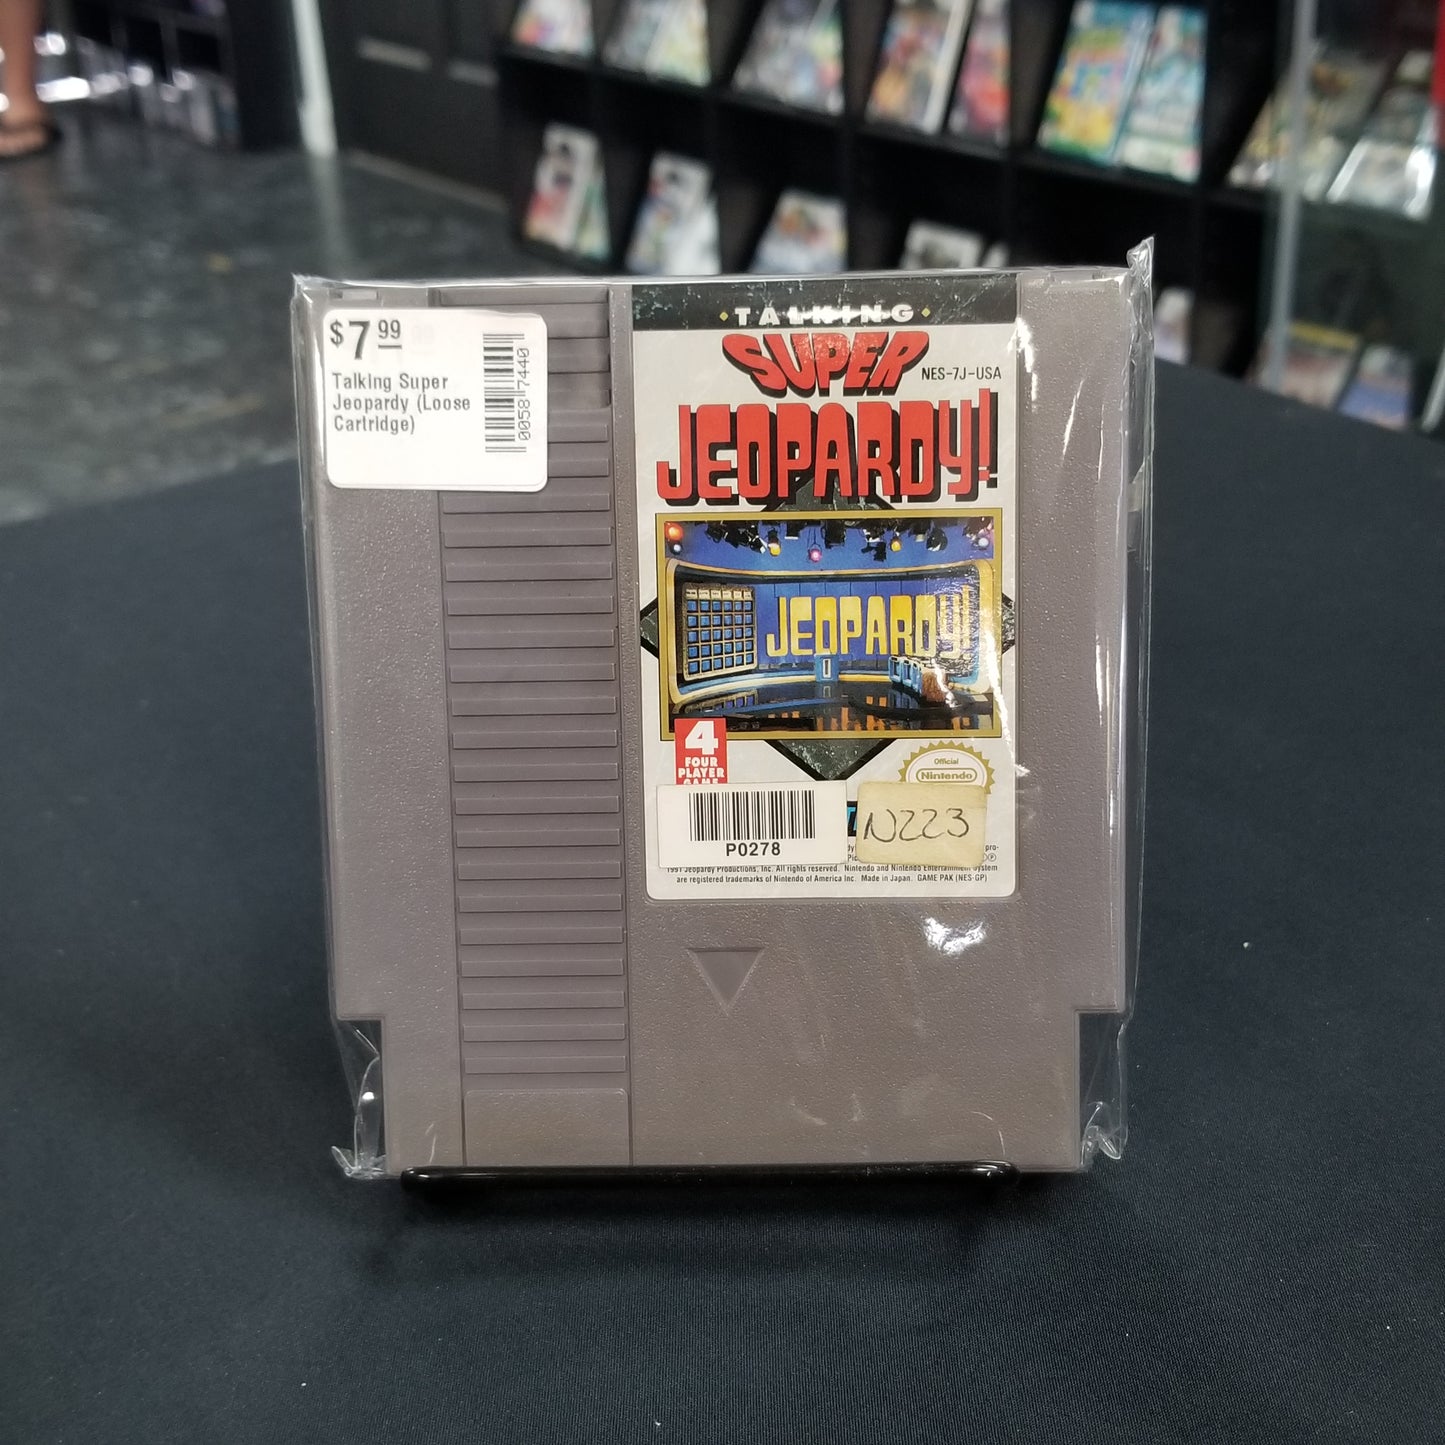 $7 99
Talking Super
Jeopardy (Loose
Cartridge)
0058 7440
TALKING
SUPER
NES-7J-USA
JEOPARDY!
JEOPARDY!
4
FOUR
PLAYER
GAME
Official
Nintendo
P0278
N223
1991 Jeopardy Productions, Inc. All rights reserved. Nintendo and Nintendo Entertainment System
are registered trademarks of Nintendo of America Inc. Made in Japan. GAME PAK (NES-GP)